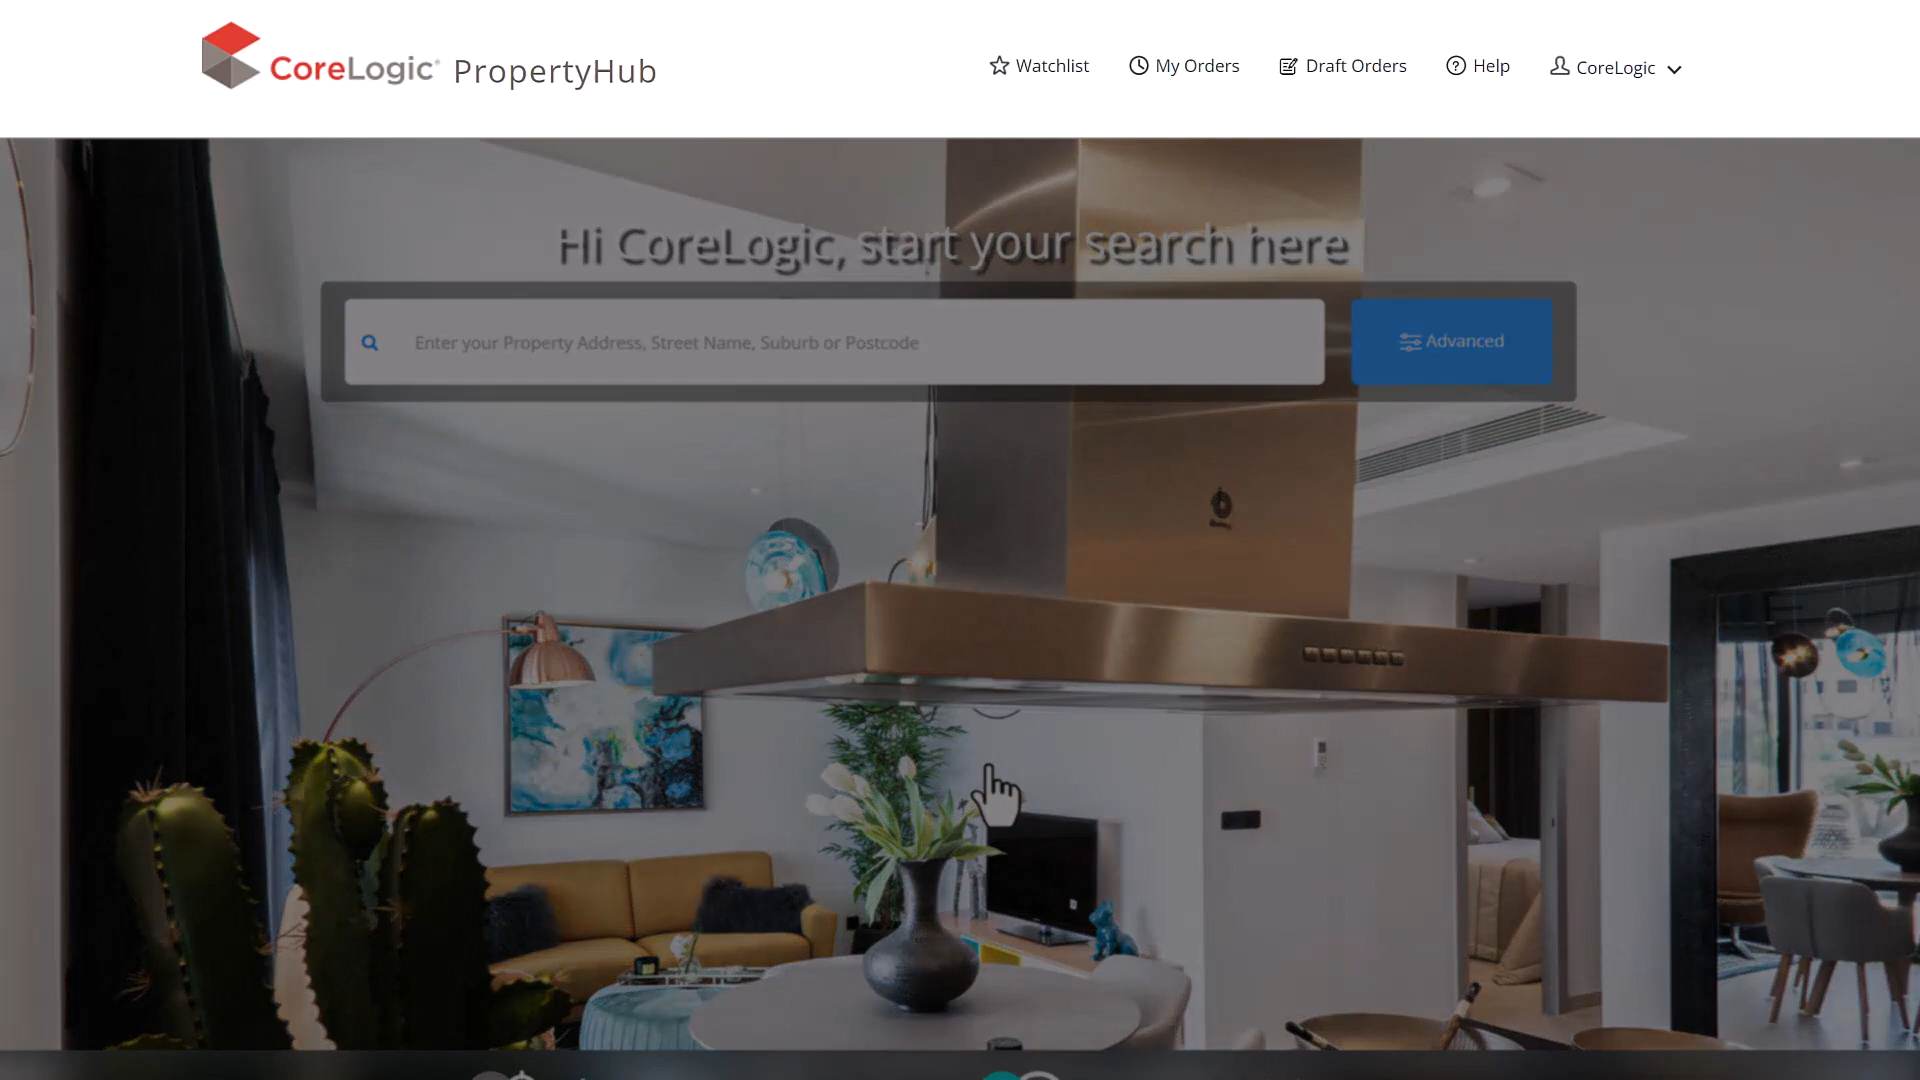 CoreLogic PropertyHub
Watchlist
My Orders
Draft Orders
Help
CoreLogic
Hi CoreLogic, start your search here
Enter your Property Address, Street Name, Suburb or Postcode
Advanced